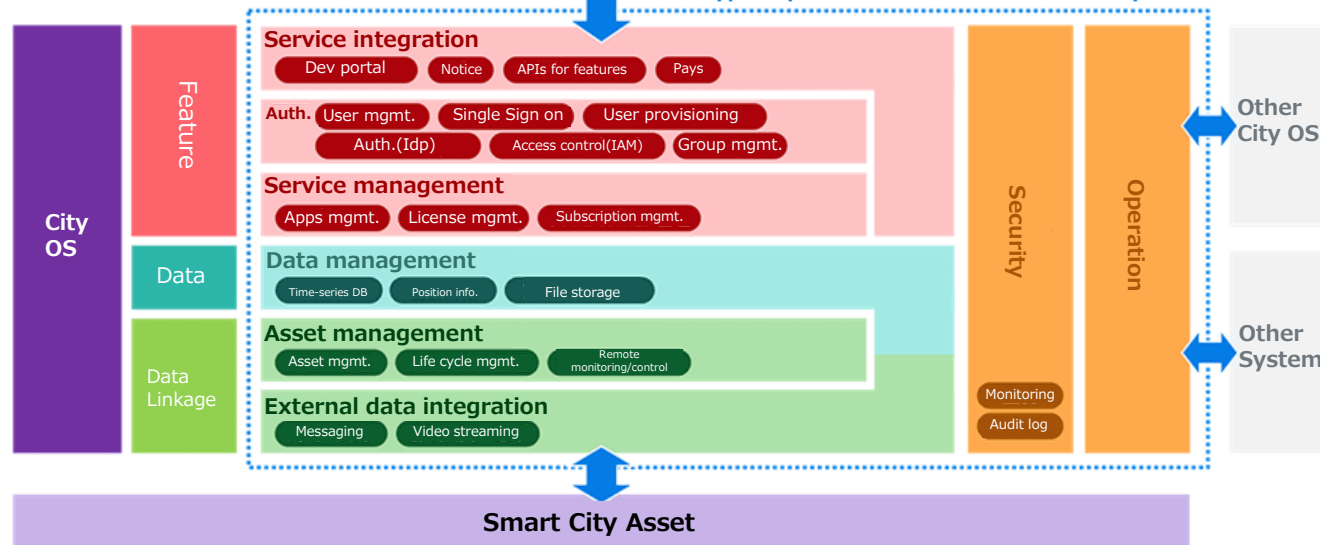 City
OS
Feature
Service integration
Dev portal
Notice
APIs for features
Pays
Auth.
User mgmt.
Single Sign on
User provisioning
Auth.(Idp)
Access control(IAM)
Group mgmt.
Service management
Apps mgmt.
License mgmt.
Subscription mgmt.
Data
Data management
Time-series DB
Position info.
File storage
Data
Linkage
Asset management
Asset mgmt.
Life cycle mgmt.
Remote
monitoring/control
External data integration
Messaging
Video streaming
Security
Monitoring
Audit log
Operation
Other
City OS
Other
System
Smart City Asset